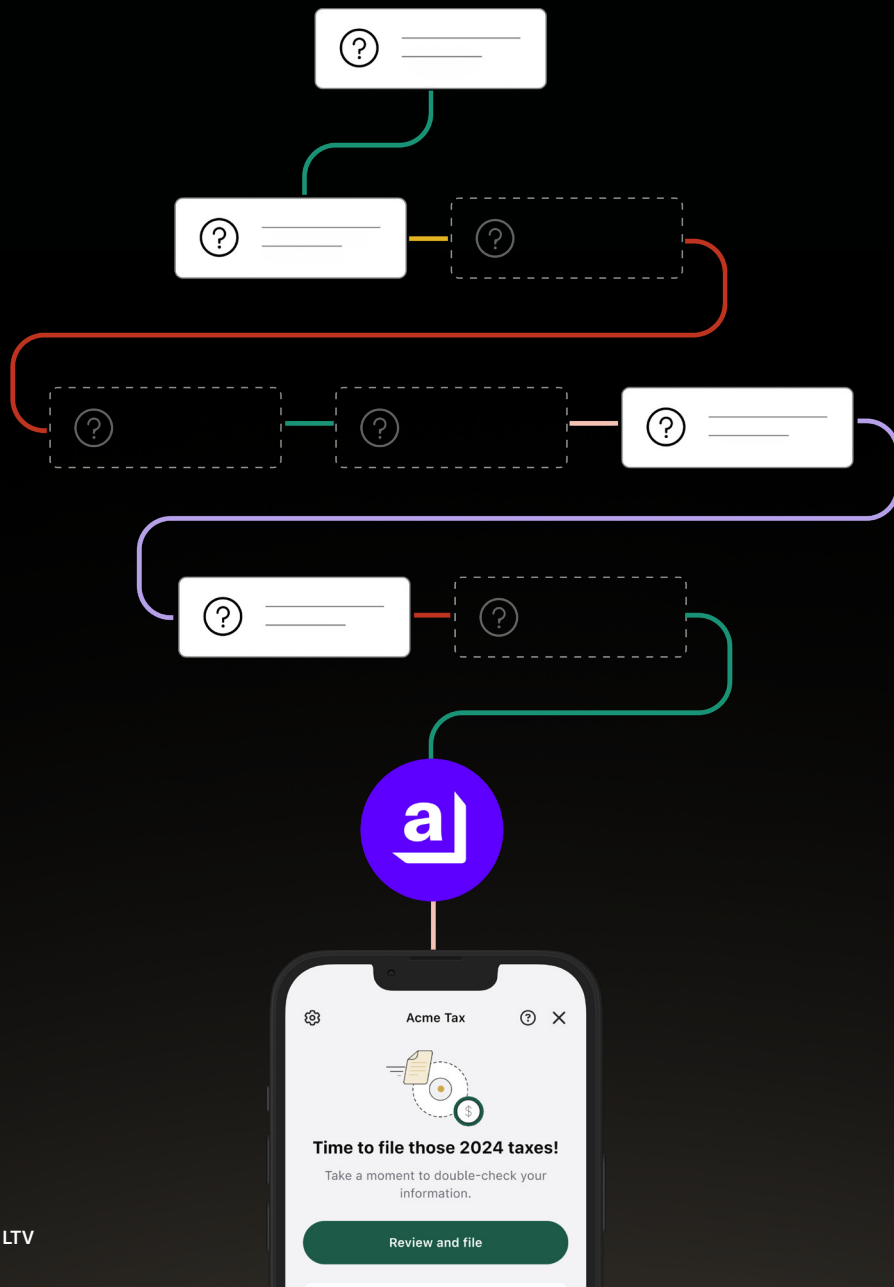 a
Acme Tax
$
Time to file those 2024 taxes!
Take a moment to double-check your
information.
Review and file
LTV